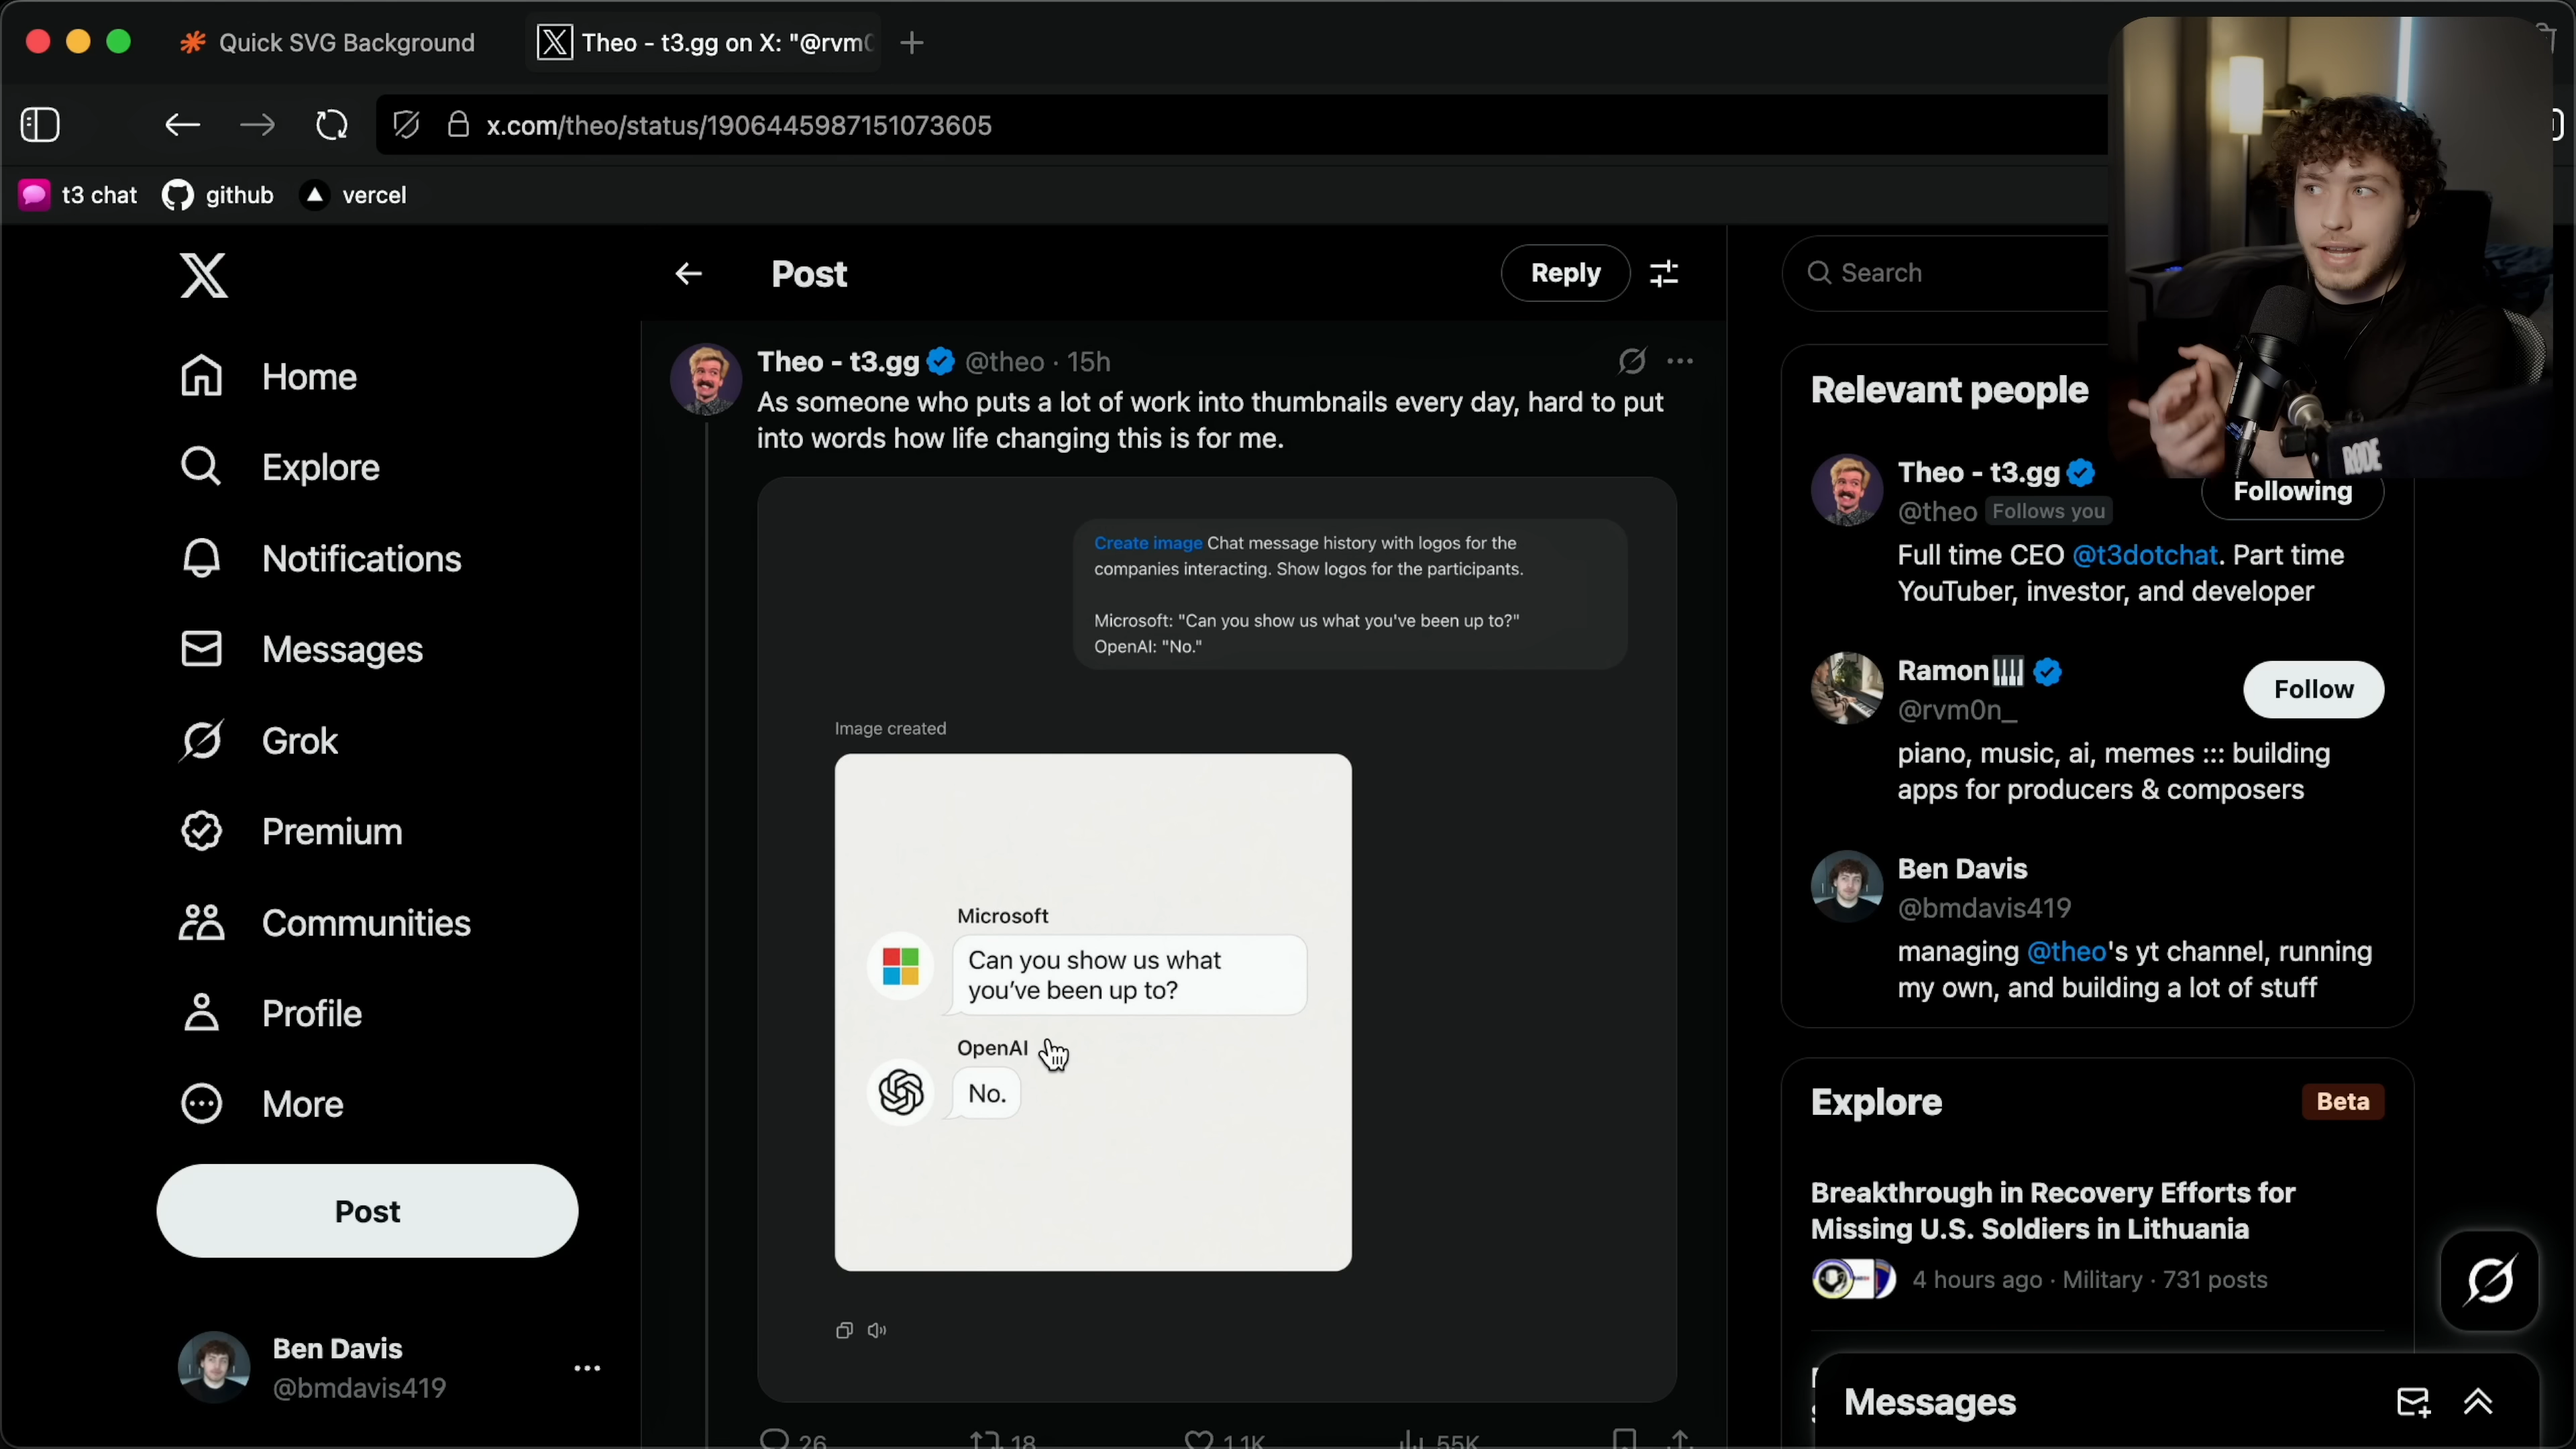 Quick SVG Background
Theo - t3.gg on X: "@rvm0
x.com/theo/status/1906445987151073605
t3 chat
github
vercel
Home
Explore
Notifications
Messages
Grok
Premium
Communities
Profile
More
Post
Ben Davis
@bmdavis419
Post
Reply
Theo - t3.gg @theo · 15h
As someone who puts a lot of work into thumbnails every day, hard to put
into words how life changing this is for me.
Create image Chat message history with logos for the
companies interacting. Show logos for the participants.
Microsoft: "Can you show us what you've been up to?"
OpenAI: "No."
Image created
Microsoft
Can you show us what
you've been up to?
OpenAI
No.
26
18
1.1K
55K
Search
Relevant people
Theo - t3.gg
@theo Follows you
Following
Full time CEO @t3dotchat. Part time
YouTuber, investor, and developer
Ramon
@rvm0n_
Follow
piano, music, ai, memes ::: building
apps for producers & composers
Ben Davis
@bmdavis419
managing @theo's yt channel, running
my own, and building a lot of stuff
Explore
Beta
Breakthrough in Recovery Efforts for
Missing U.S. Soldiers in Lithuania
4 hours ago · Military · 731 posts
Messages
RØDE